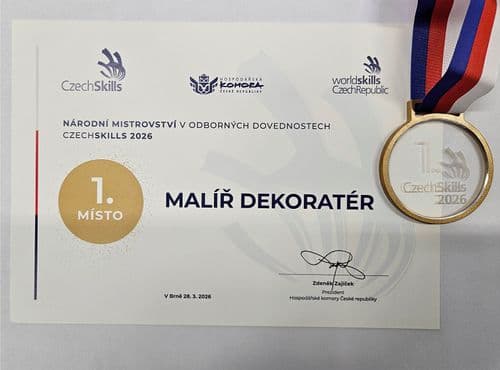 CzechSkills
HOSPODÁŘSKÁ
KOMORA
ČESKÉ REPUBLIKY
worldskills
CzechRepublic
NÁRODNÍ MISTROVSTVÍ V ODBORNÝCH DOVEDNOSTECH
CZECHSKILLS 2026
1.
MÍSTO
MALÍŘ DEKORATÉR
1.
CzechSkills
2026
Zdeněk Zajíček
Prezident
Hospodářské komory České republiky
V Brně 28. 3. 2026